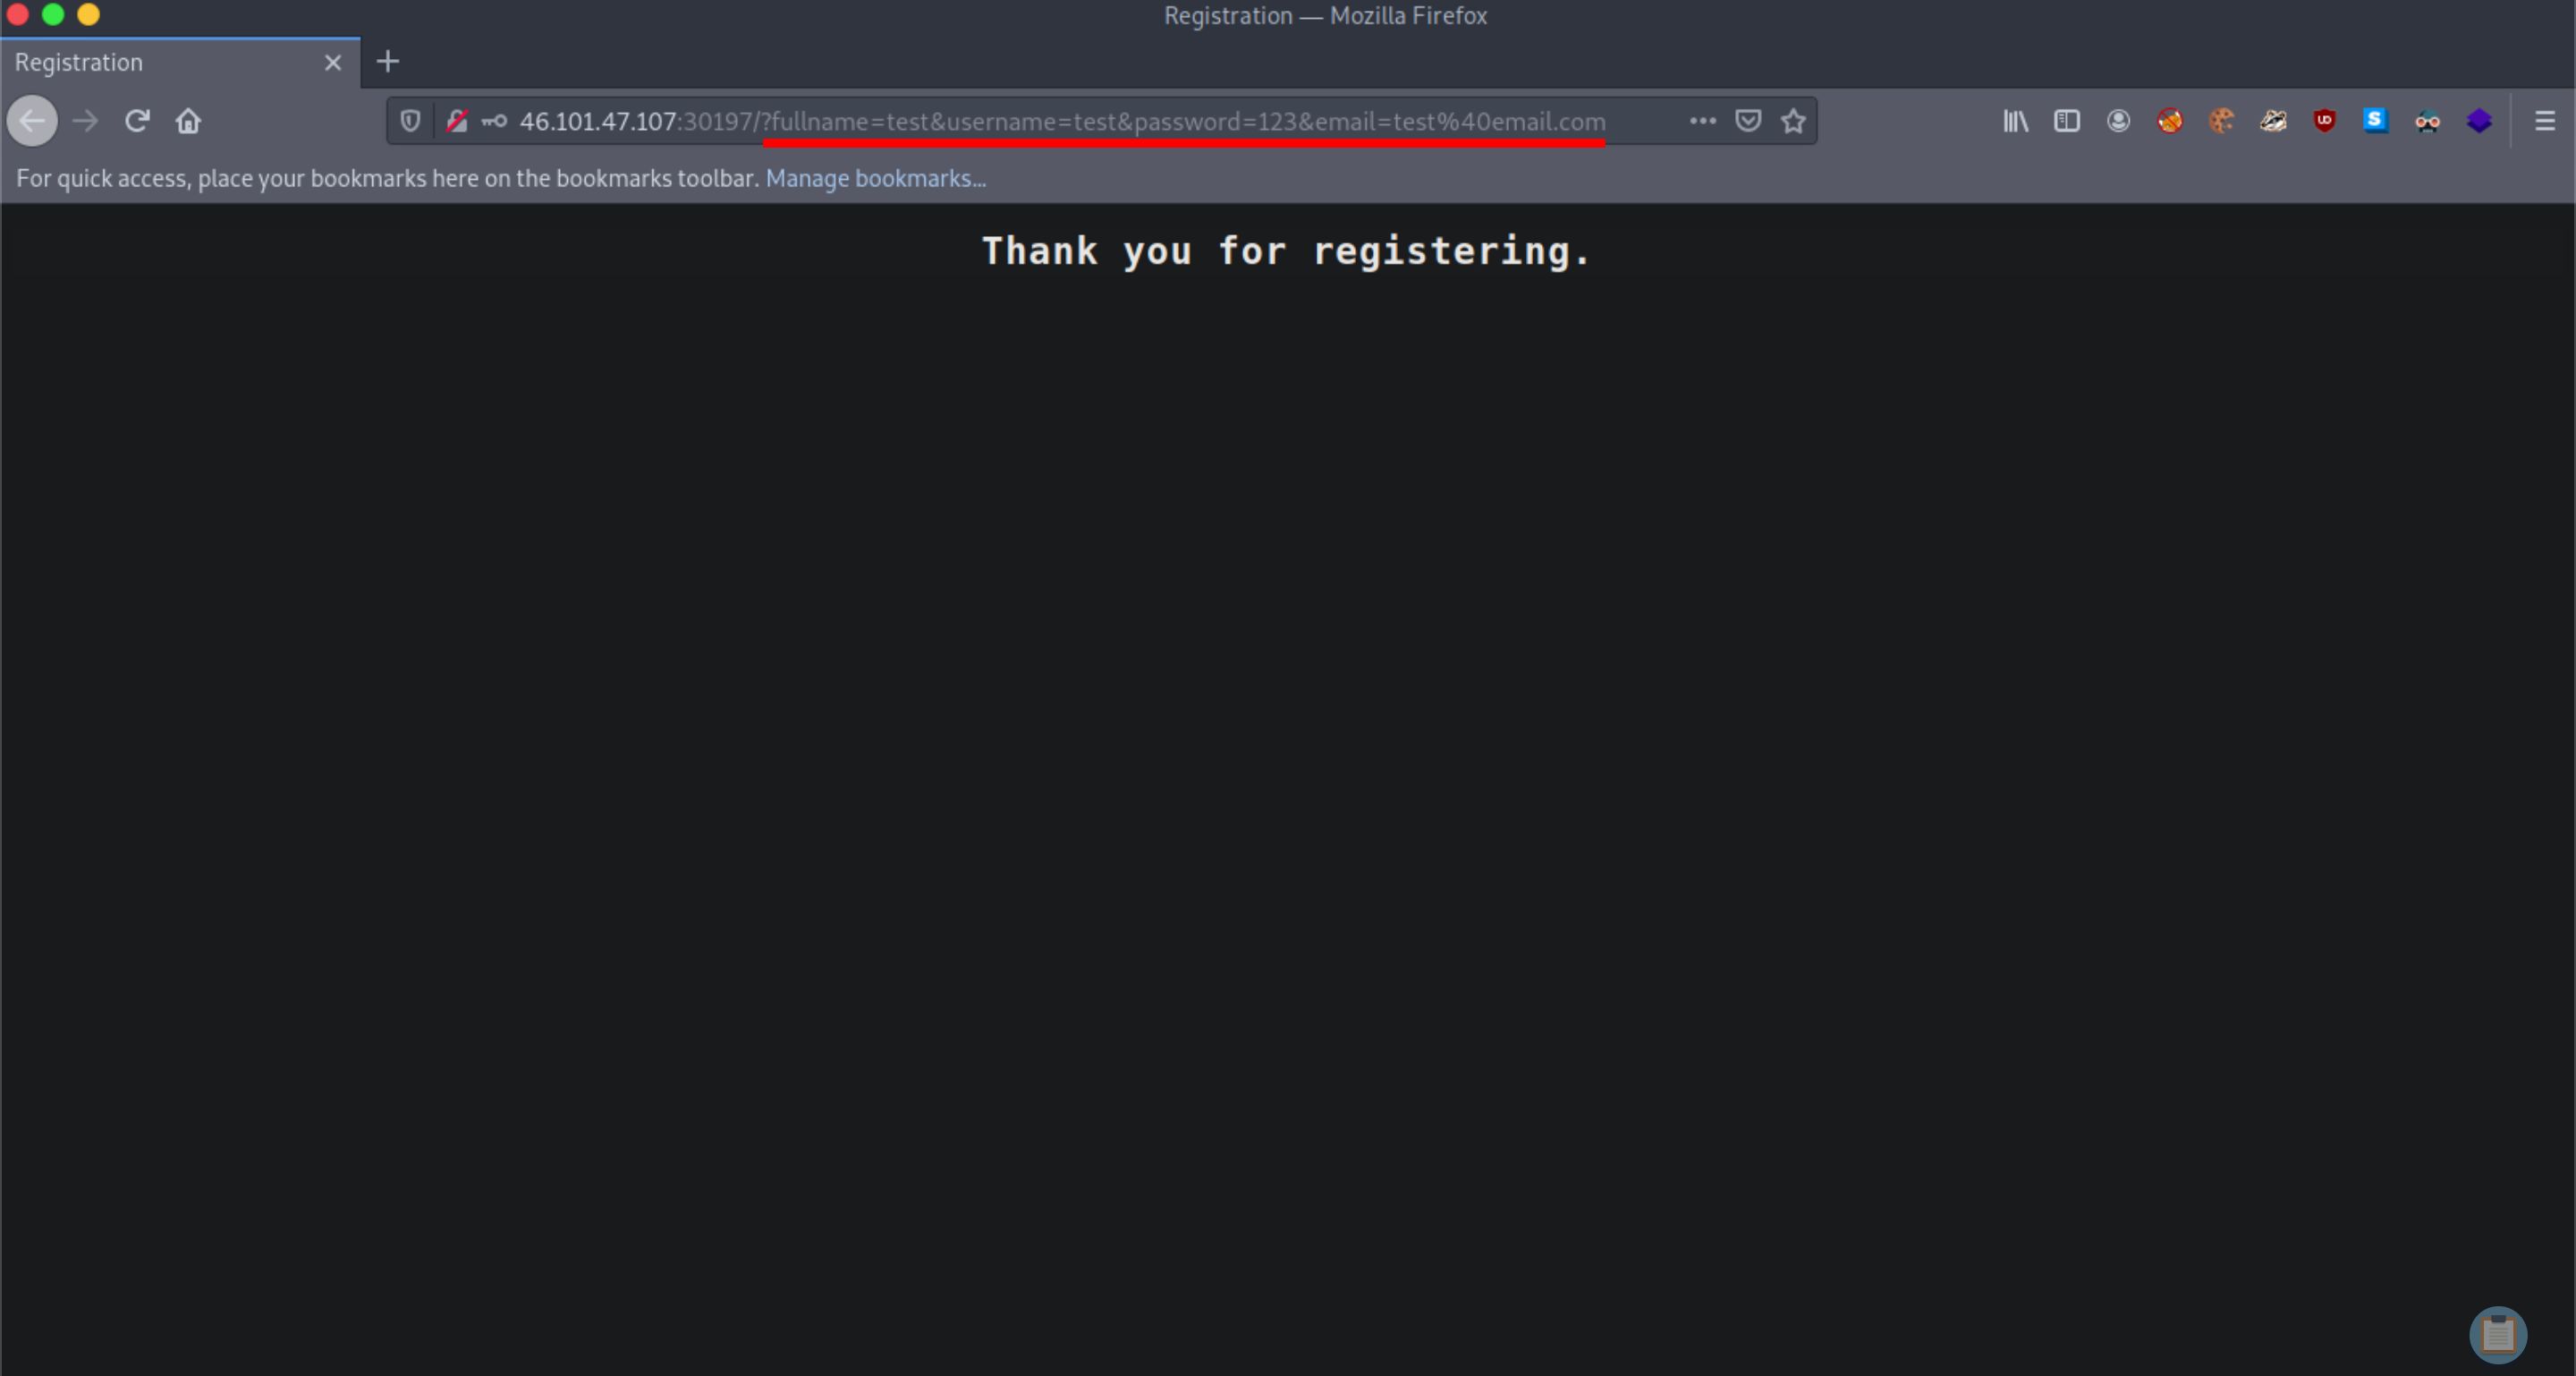 Registration — Mozilla Firefox
Registration
46.101.47.107:30197/?fullname=test&username=test&password=123&email=test%40email.com
For quick access, place your bookmarks here on the bookmarks toolbar. Manage bookmarks...
Thank you for registering.